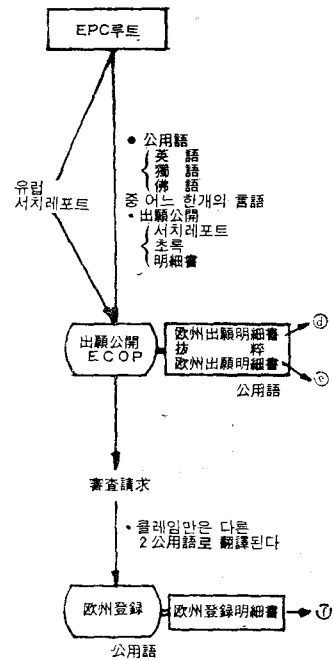 EPC루트
● 公用語
英語
獨語
佛語
중 어느 한개의 言語
• 出願公開
서치레포트
초록
明細書
유럽
서치레포트
出願公開
ECOP
欧州出願明細書
抜粋
欧州出願明細書
ⓓ
ⓔ
公用語
審査請求
• 클레임만은 다른
2公用語로 翻譯된다
欧州登録
欧州登録明細書
ⓕ
公用語